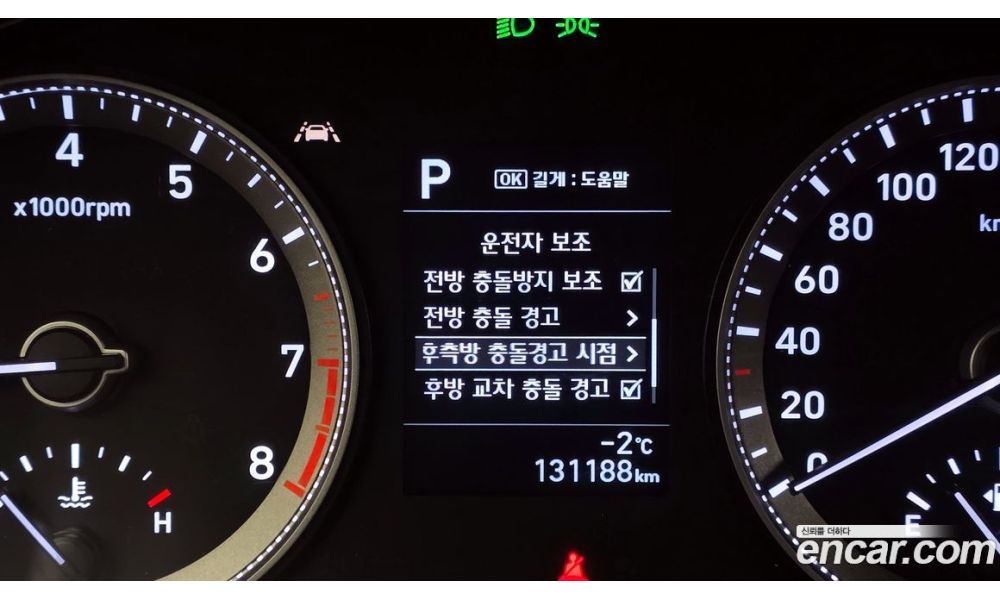 4
5
x1000rpm
6
7
8
H
P
OK 길게 : 도움말
운전자 보조
전방 충돌방지 보조
전방 충돌 경고 >
후측방 충돌경고 시점 >
후방 교차 충돌 경고
-2°C
131188km
120
100
km
80
60
40
20
0
E
신뢰를 더하다
encar.com